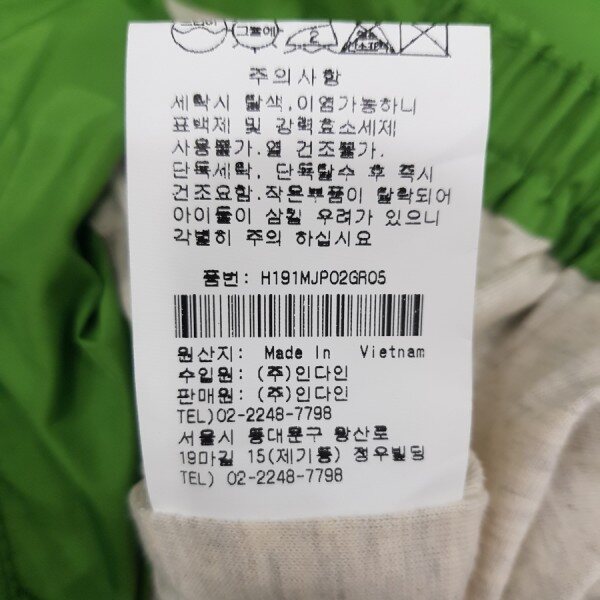 그늘에
2
주의사항
세탁시 탈색,이염가능하니
표백제 및 강력효소세제
사용불가.열 건조불가.
단독세탁, 단독탈수 후 즉시
건조요함.작은부품이 탈락되어
아이들이 삼킬 우려가 있으니
각별히 주의 하십시요
품번: H191MJP02GR05
원산지: Made In Vietnam
수입원: (주)인다인
판매원: (주)인다인
TEL)02-2248-7798
서울시 동대문구 왕산로
19마길 15(제기동) 정우빌딩
TEL) 02-2248-7798